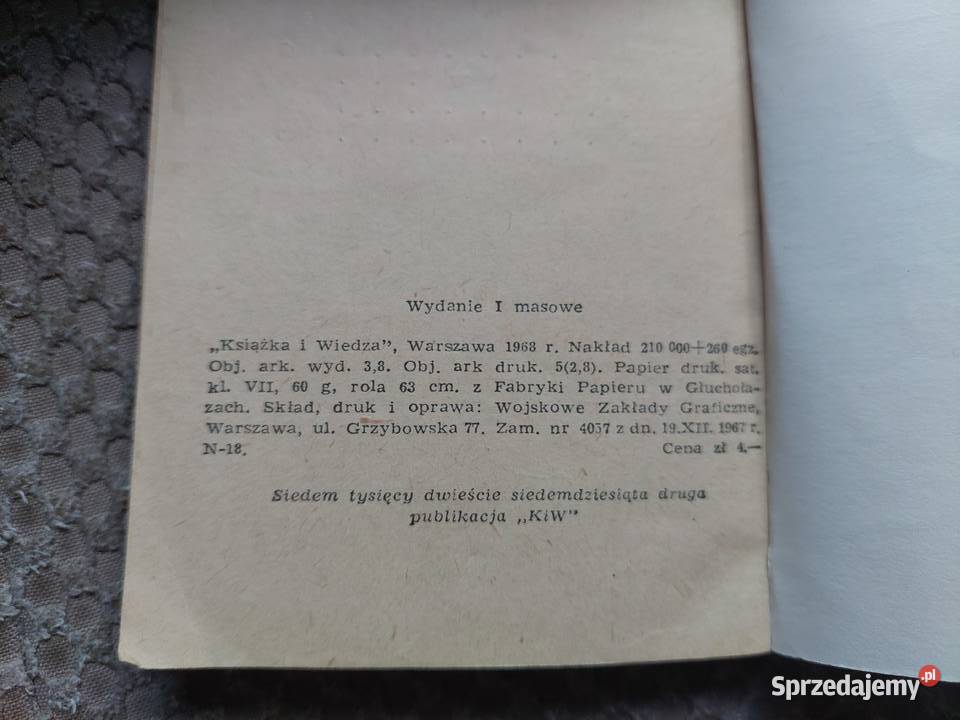 Wydanie I masowe
„Książka i Wiedza”, Warszawa 1968 r. Nakład 210 000+260 egz.
Obj. ark. wyd. 3,8. Obj. ark druk. 5(2,8). Papier druk. sat.
kl. VII, 60 g, rola 63 cm. z Fabryki Papieru w Głuchoła-
zach. Skład, druk i oprawa: Wojskowe Zakłady Graficzne,
Warszawa, ul. Grzybowska 77. Zam. nr 4057 z dn. 19.XII. 1967 r.
N-18. Cena zł 4.—
Siedem tysięcy dwieście siedemdziesiąta druga
publikacja „KiW”
Sprzedajemy.pl